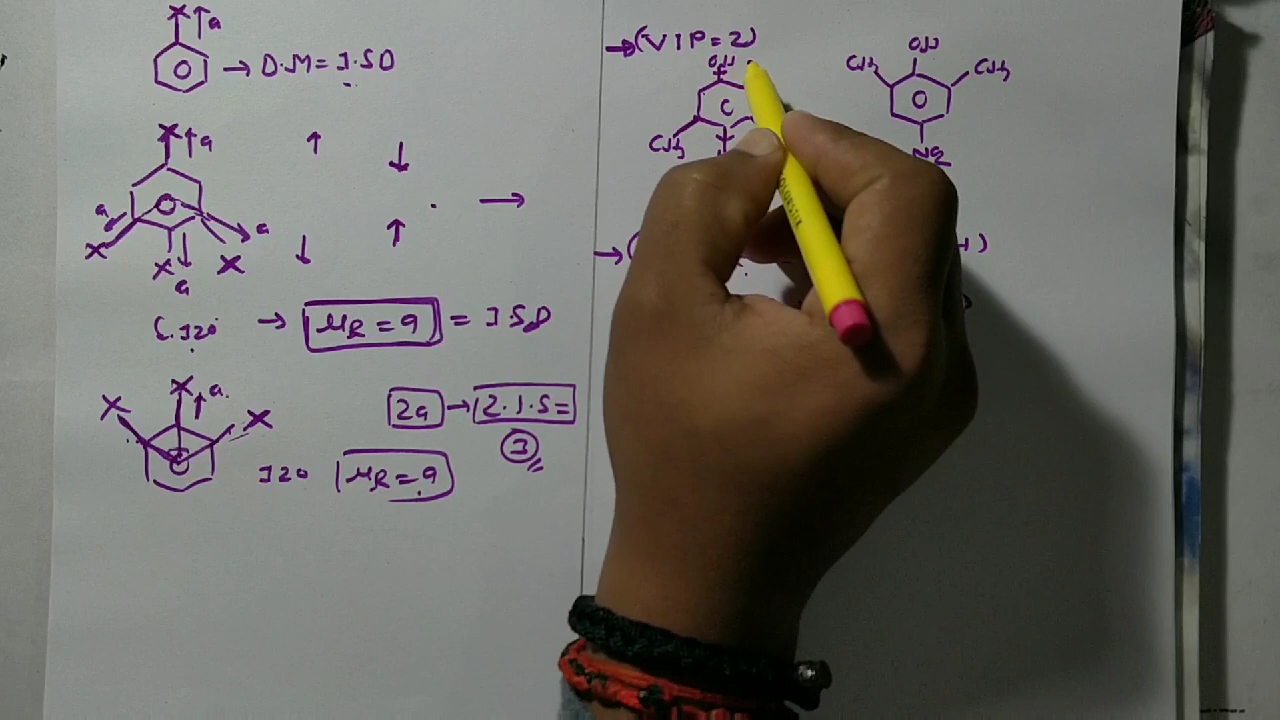 X a
→ D.M = 1.5D
X a
a
a
X X X
a
C.120 → μR = a = 1.5D
X X a. X
2a → 2.1.5 =
3
120 μR = a
→ (VIP = 2)
OH
CH3
OH
CH3 CH3
NO2